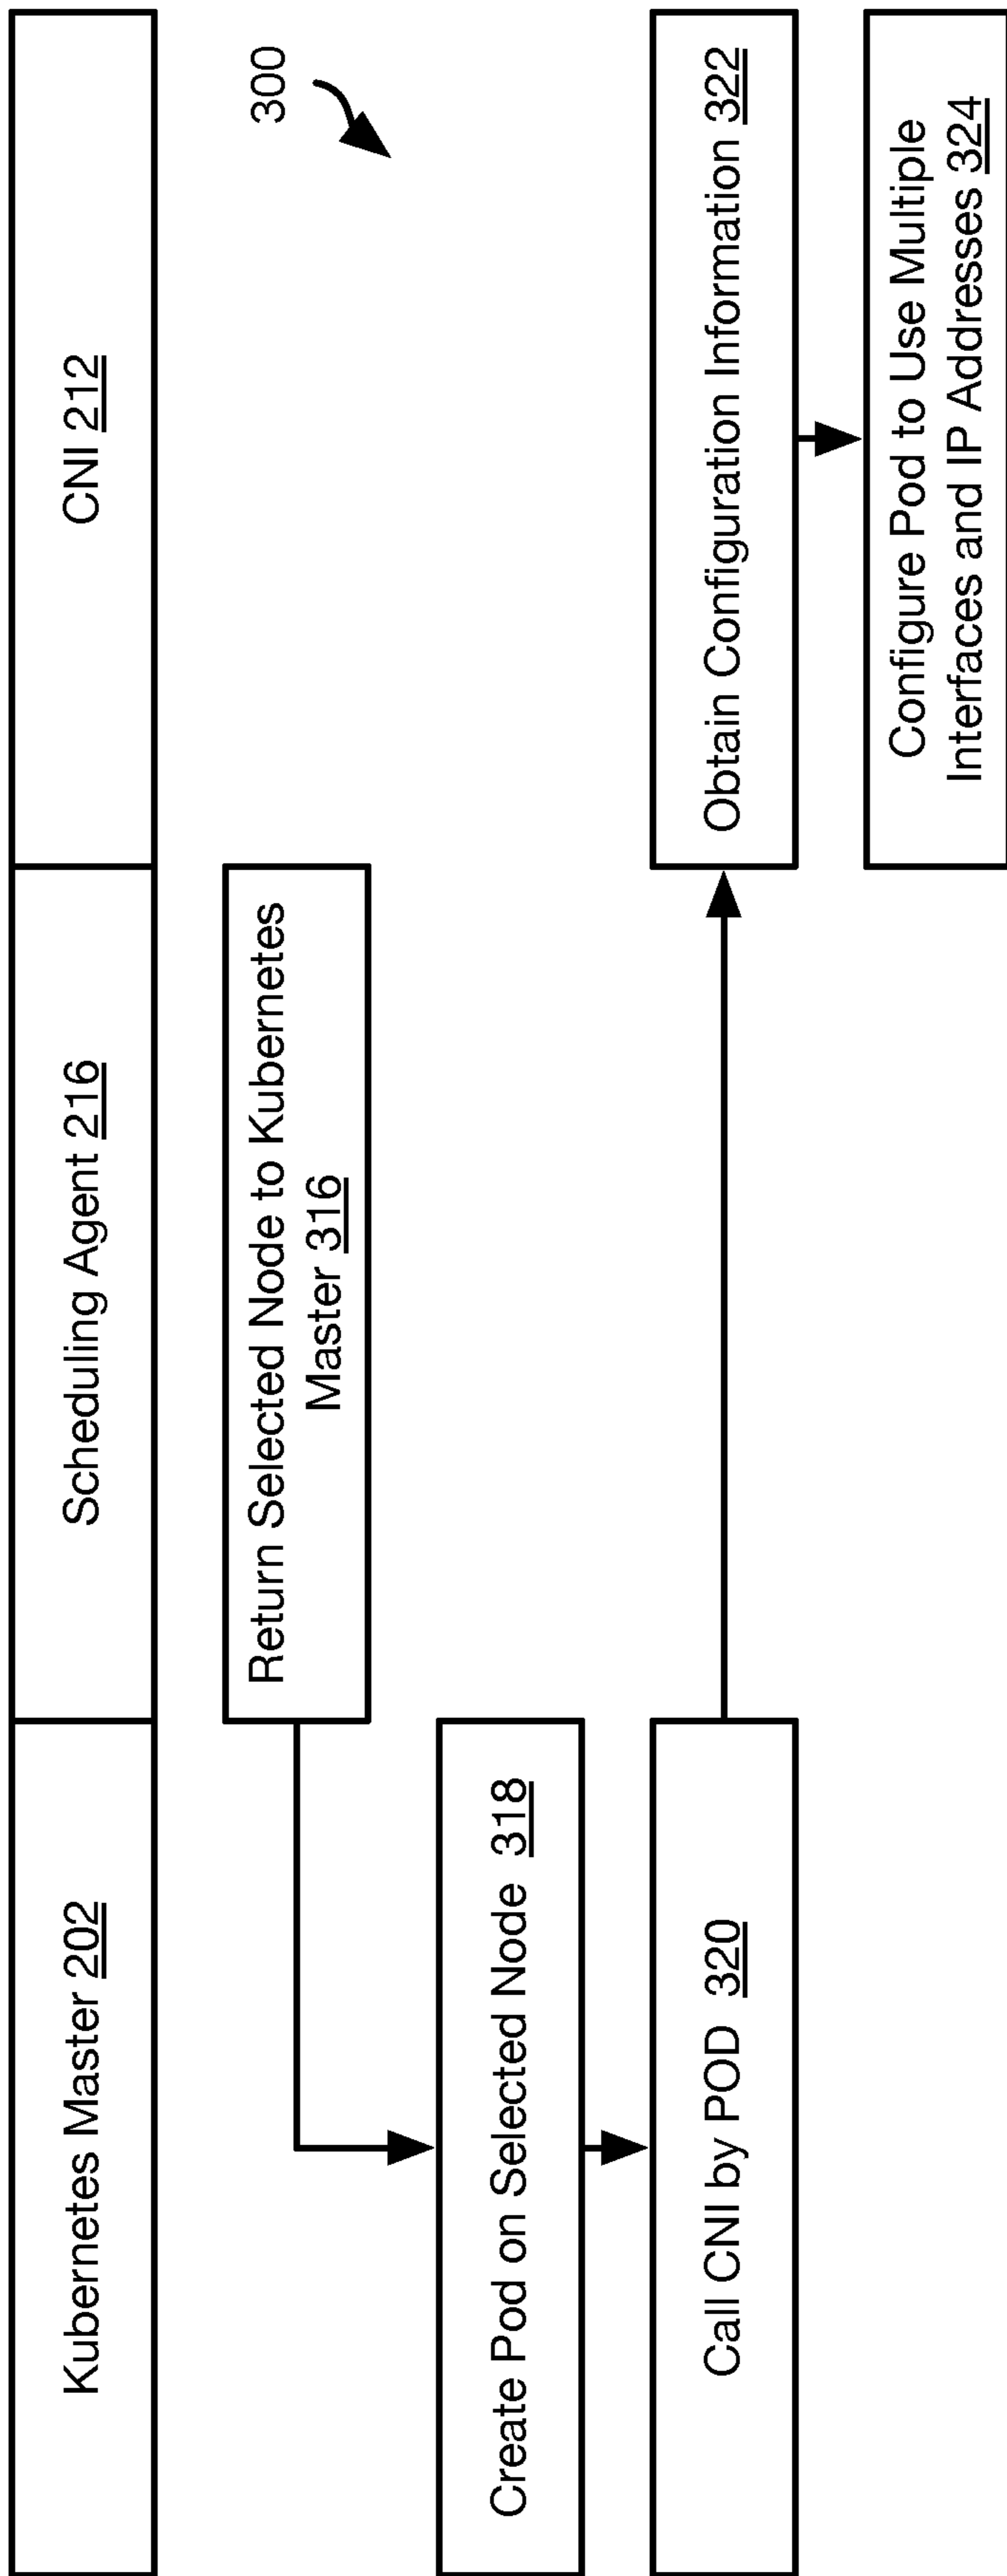 Kubernetes Master 202
Scheduling Agent 216
CNI 212
300
Return Selected Node to Kubernetes
Master 316
Create Pod on Selected Node 318
Call CNI by POD 320
Obtain Configuration Information 322
Configure Pod to Use Multiple
Interfaces and IP Addresses 324